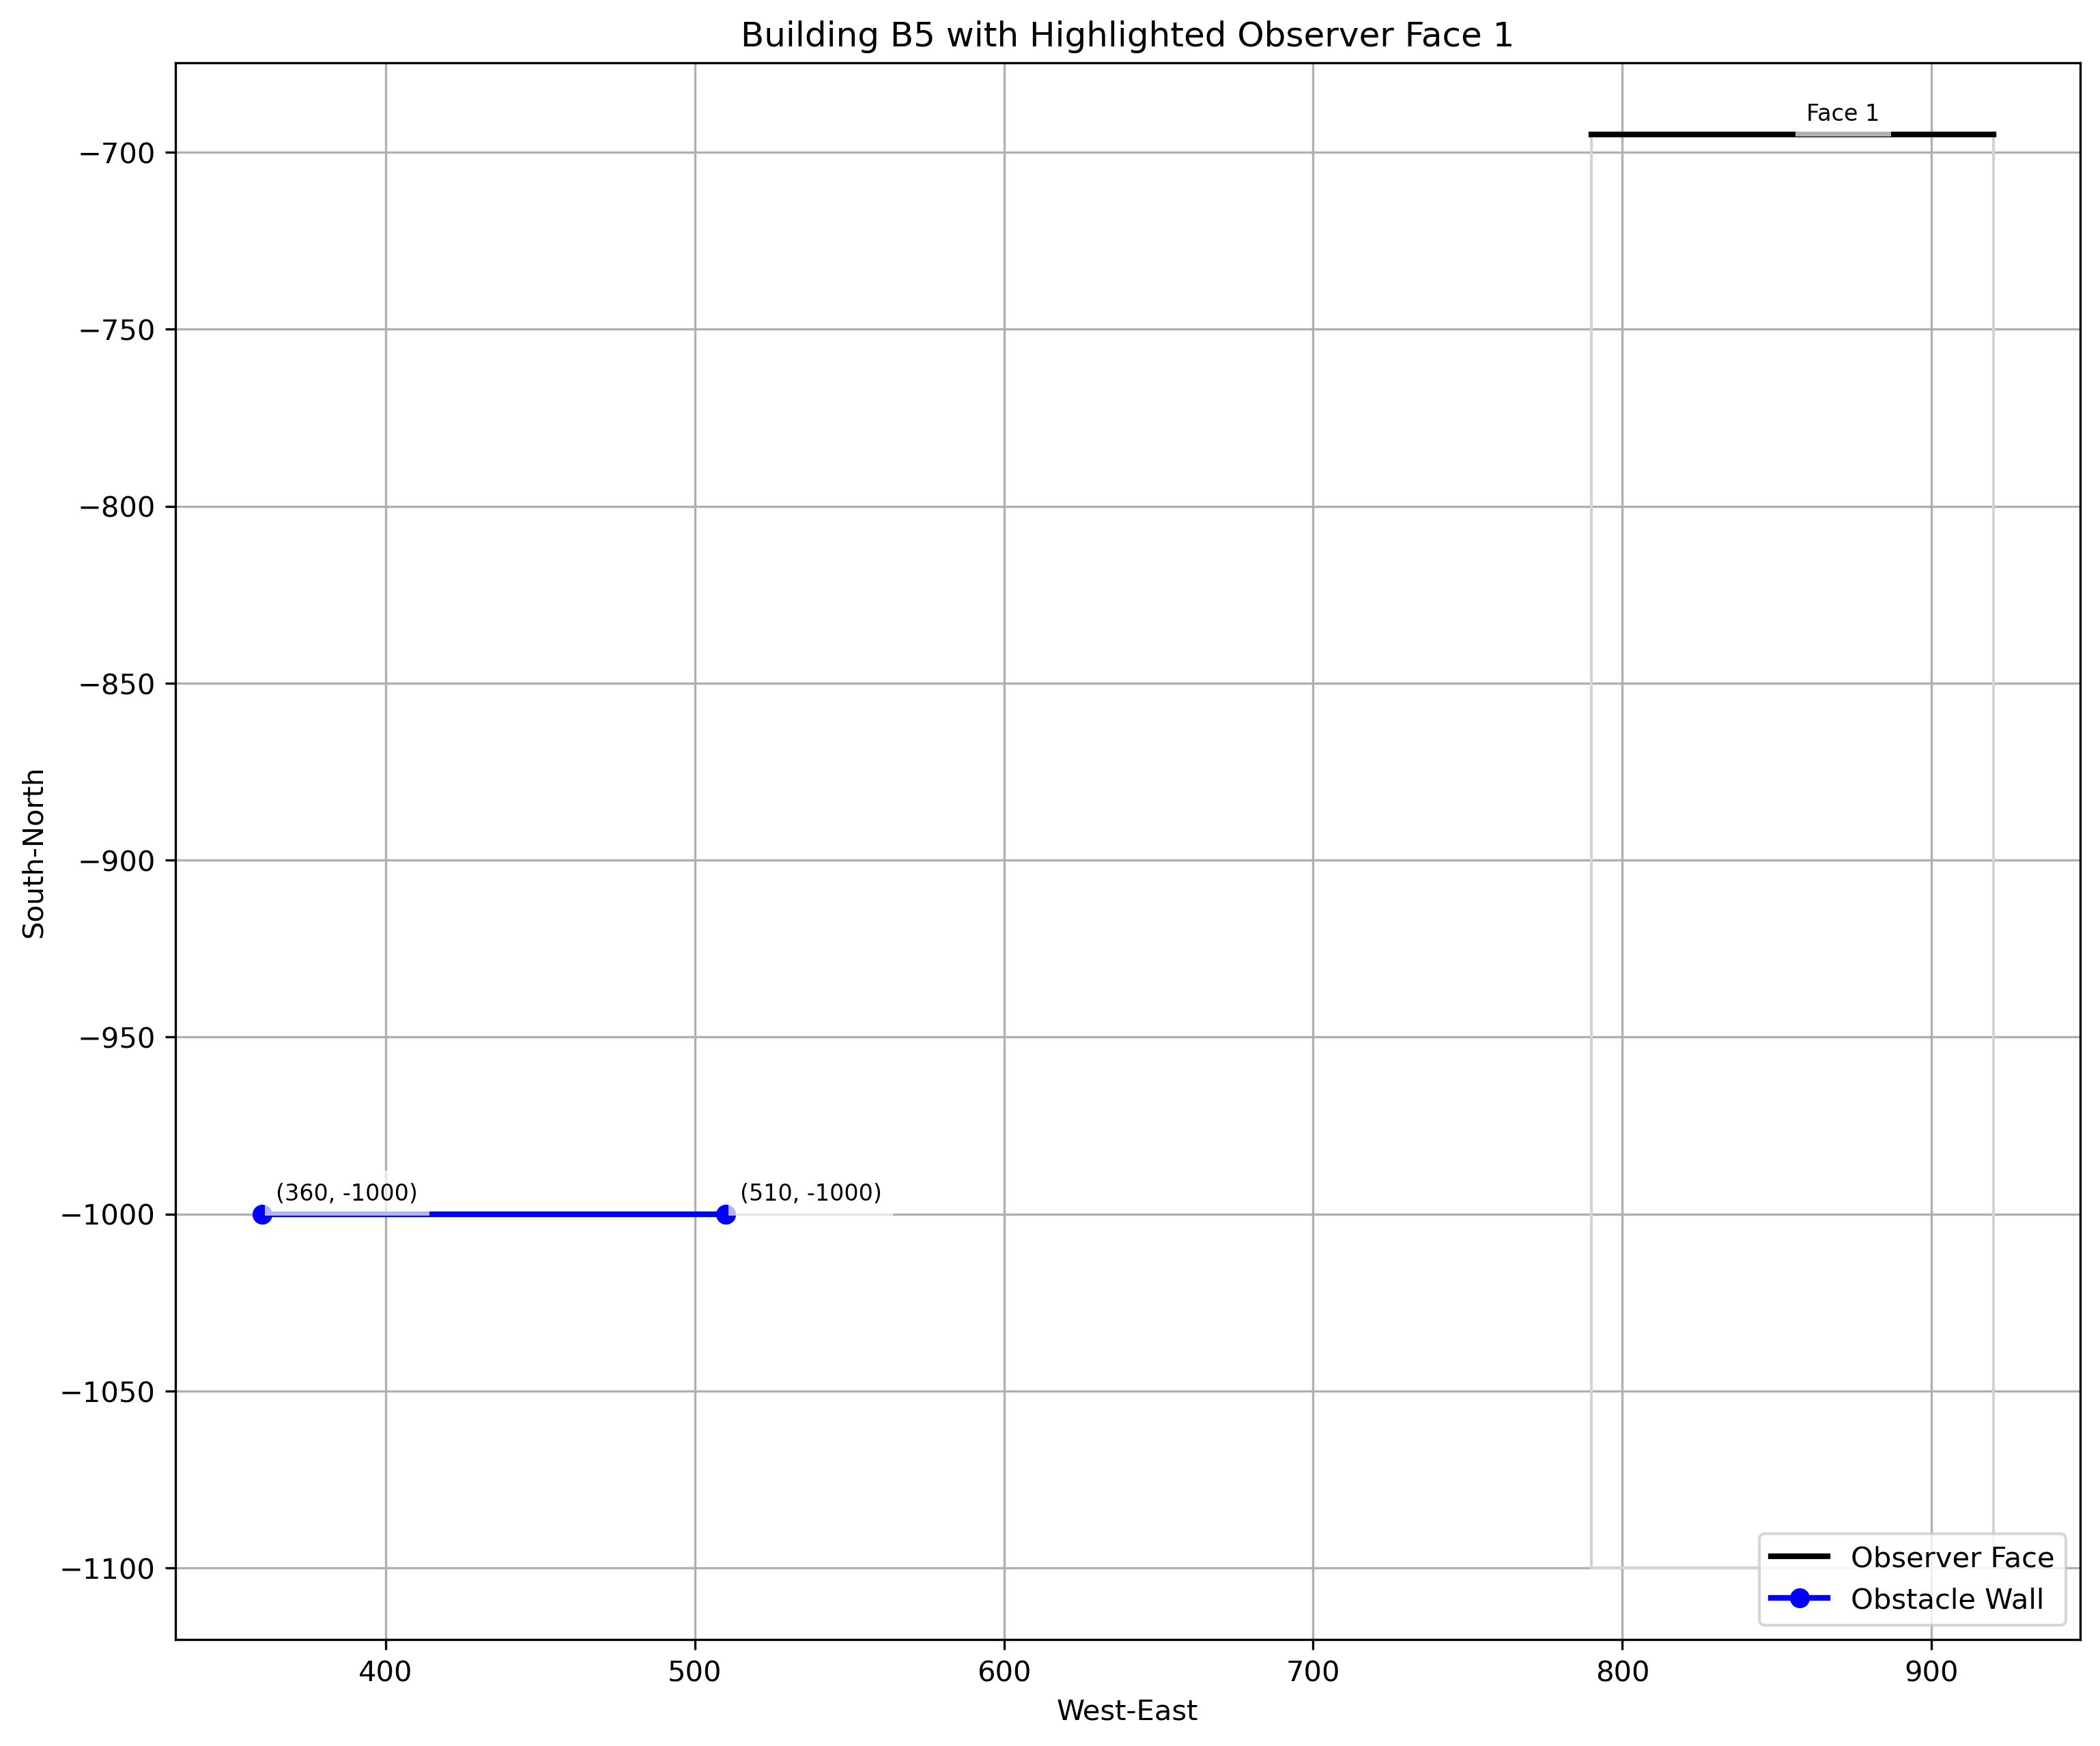 Building B5 with Highlighted Observer Face 1
Face 1
−700
−750
−800
−850
−900
−950
−1000
−1050
−1100
South-North
(360, -1000)
(510, -1000)
Observer Face
Obstacle Wall
400
500
600
700
800
900
West-East